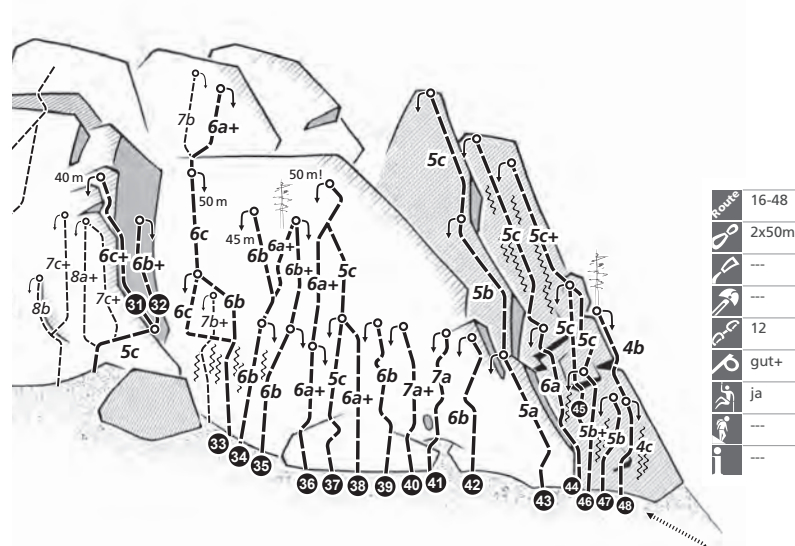 7b
6a+
5c
40 m
50 m
50 m!
45 m
5c
5c+
7c+
8a+
7c+
6c+
6b+
6c
6b
6a+
6b+
6a+
5c
5b
8b
31
32
6c
7b+
6b
5c
5c
5c
4b
6b
6b
6a+
5c
6a+
6b
7a+
7a
6b
5a
6a
45
5b+
5b
4c
33
34
35
36
37
38
39
40
41
42
43
44
46
47
48
Route
16-48
2x50m
---
---
12
gut+
ja
---
---